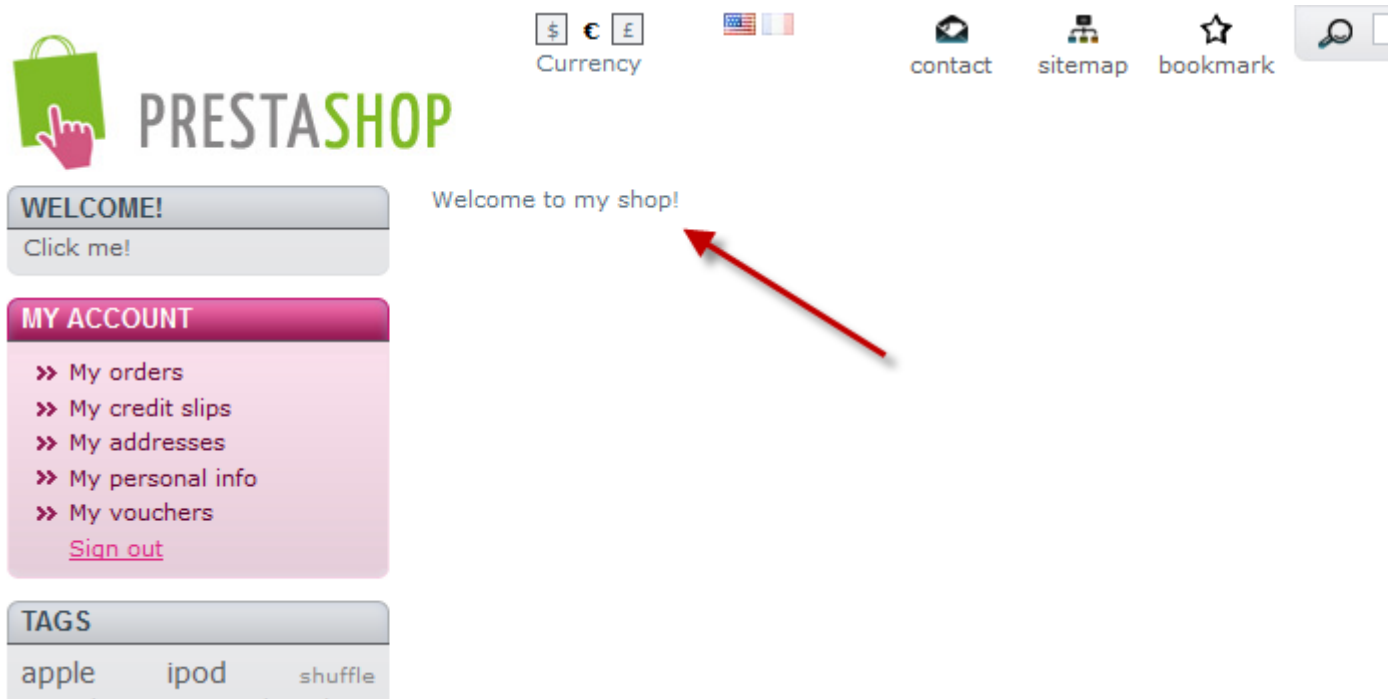 $ € £
Currency
contact sitemap bookmark
PRESTASHOP
WELCOME!
Click me!
Welcome to my shop!
MY ACCOUNT
My orders
My credit slips
My addresses
My personal info
My vouchers
Sign out
TAGS
apple ipod shuffle